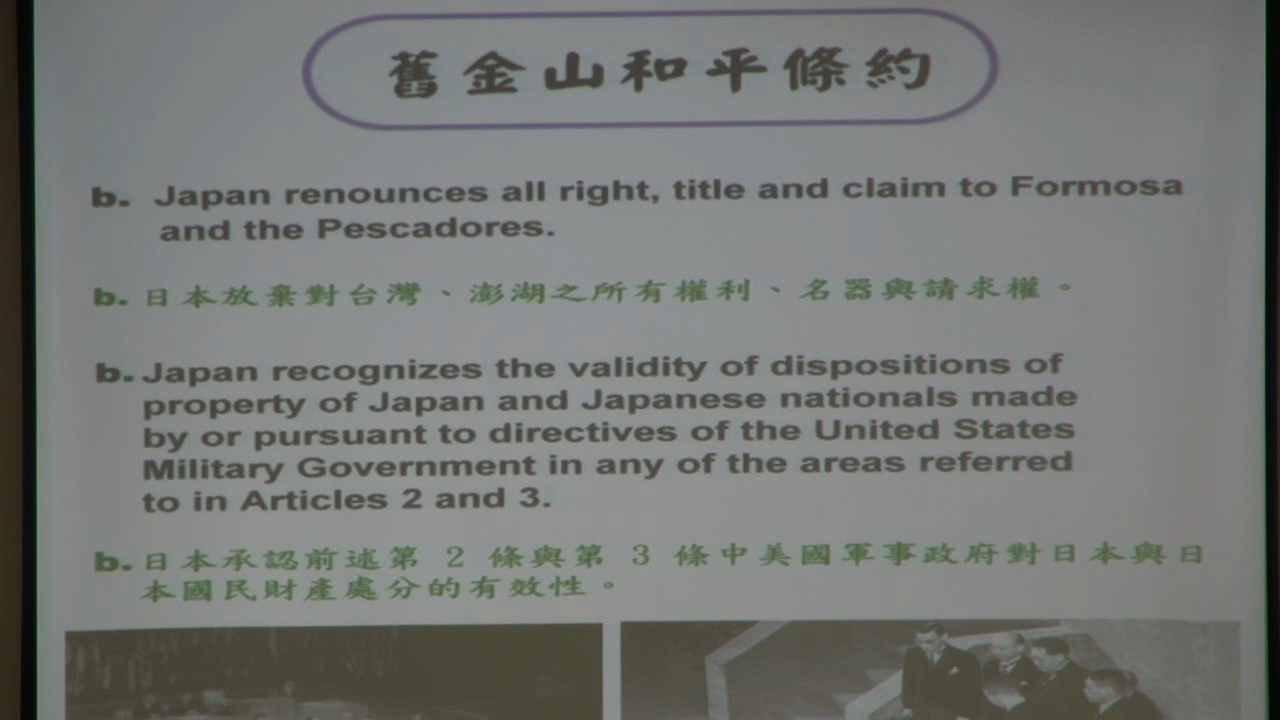 舊金山和平條約
b. Japan renounces all right, title and claim to Formosa
and the Pescadores.
b. 日本放棄對台灣、澎湖之所有權利、名器與請求權。
b. Japan recognizes the validity of dispositions of
property of Japan and Japanese nationals made
by or pursuant to directives of the United States
Military Government in any of the areas referred
to in Articles 2 and 3.
b. 日本承認前述第 2 條與第 3 條中美國軍事政府對日本與日
本國民財產處分的有效性。